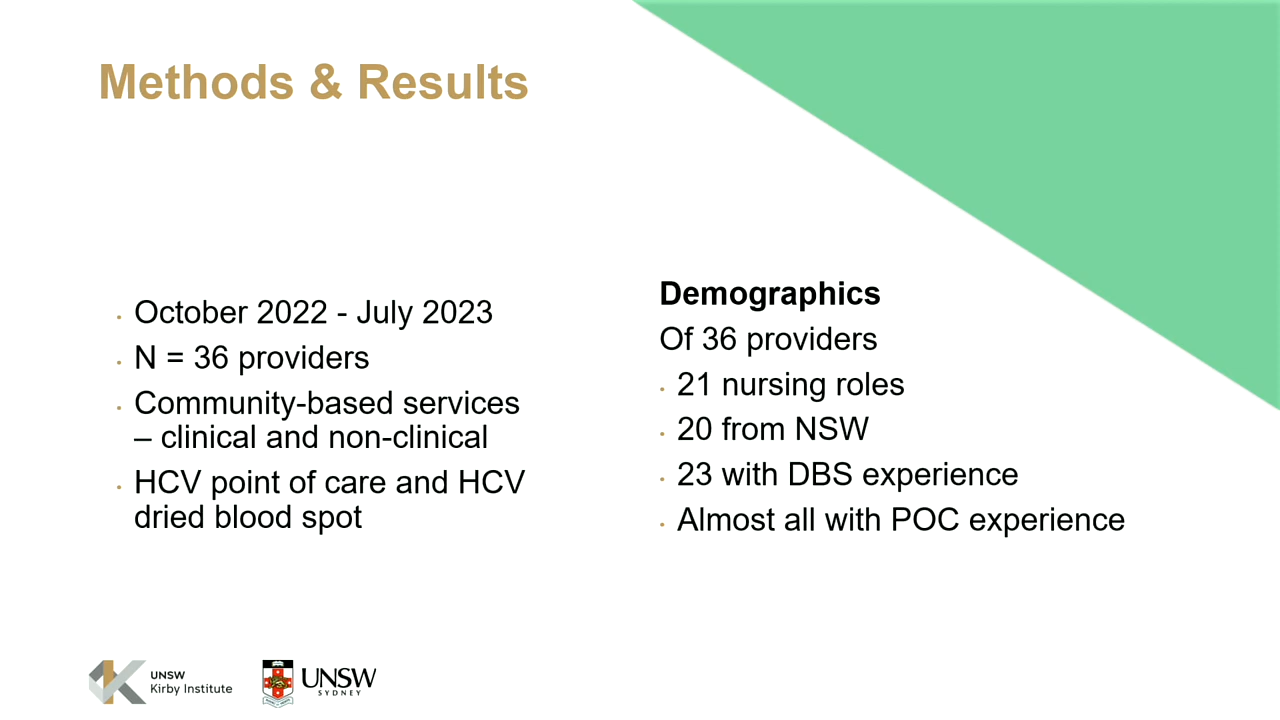 Methods & Results
· October 2022 - July 2023
· N = 36 providers
· Community-based services
– clinical and non-clinical
· HCV point of care and HCV
dried blood spot
Demographics
Of 36 providers
· 21 nursing roles
· 20 from NSW
· 23 with DBS experience
· Almost all with POC experience
UNSW
Kirby Institute
UNSW
SYDNEY